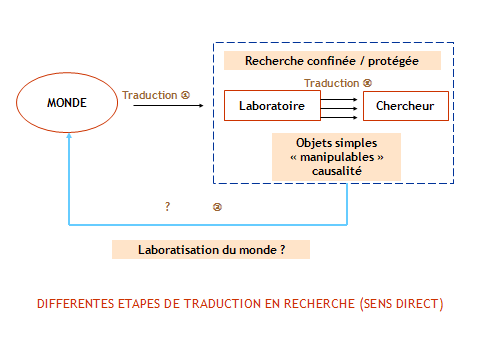 Recherche confinée / protégée
MONDE
Traduction ①
Traduction ②
Laboratoire
Chercheur
Objets simples
« manipulables »
causalité
? ③
Laboratisation du monde ?
DIFFERENTES ETAPES DE TRADUCTION EN RECHERCHE (SENS DIRECT)